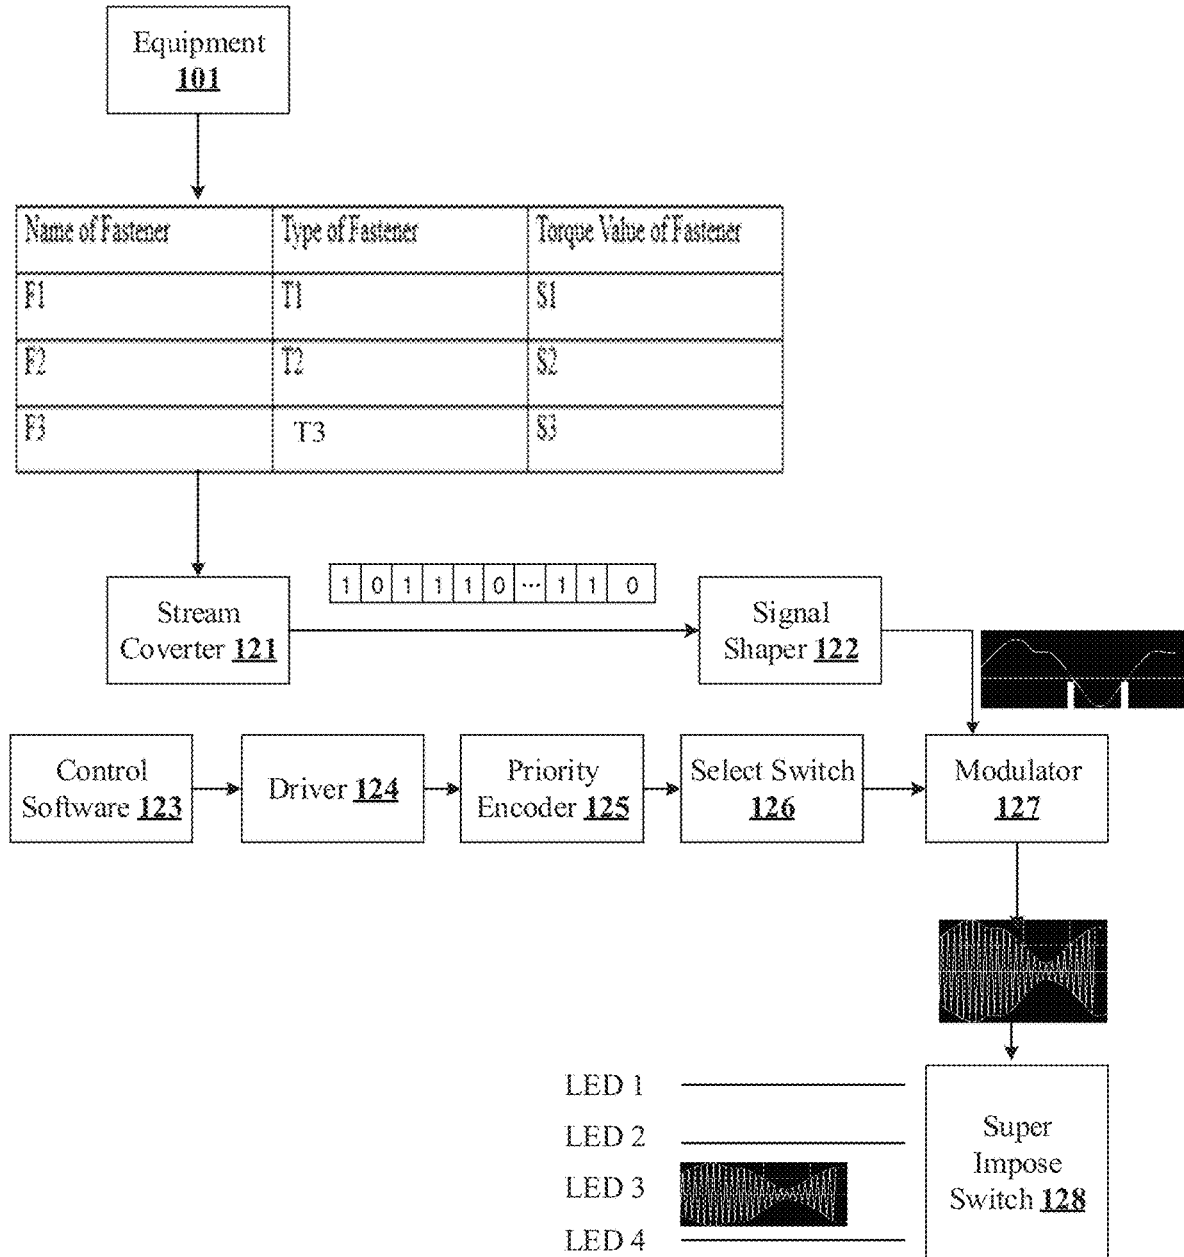 Equipment
101
Name of Fastener Type of Fastener Torque Value of Fastener
F1 T1 S1
F2 T2 S2
F3 T3 S3
1 0 1 1 1 0 ... 1 1 0
Stream
Coverter 121
Signal
Shaper 122
Control
Software 123
Driver 124
Priority
Encoder 125
Select Switch
126
Modulator
127
LED 1
LED 2
LED 3
LED 4
Super
Impose
Switch 128